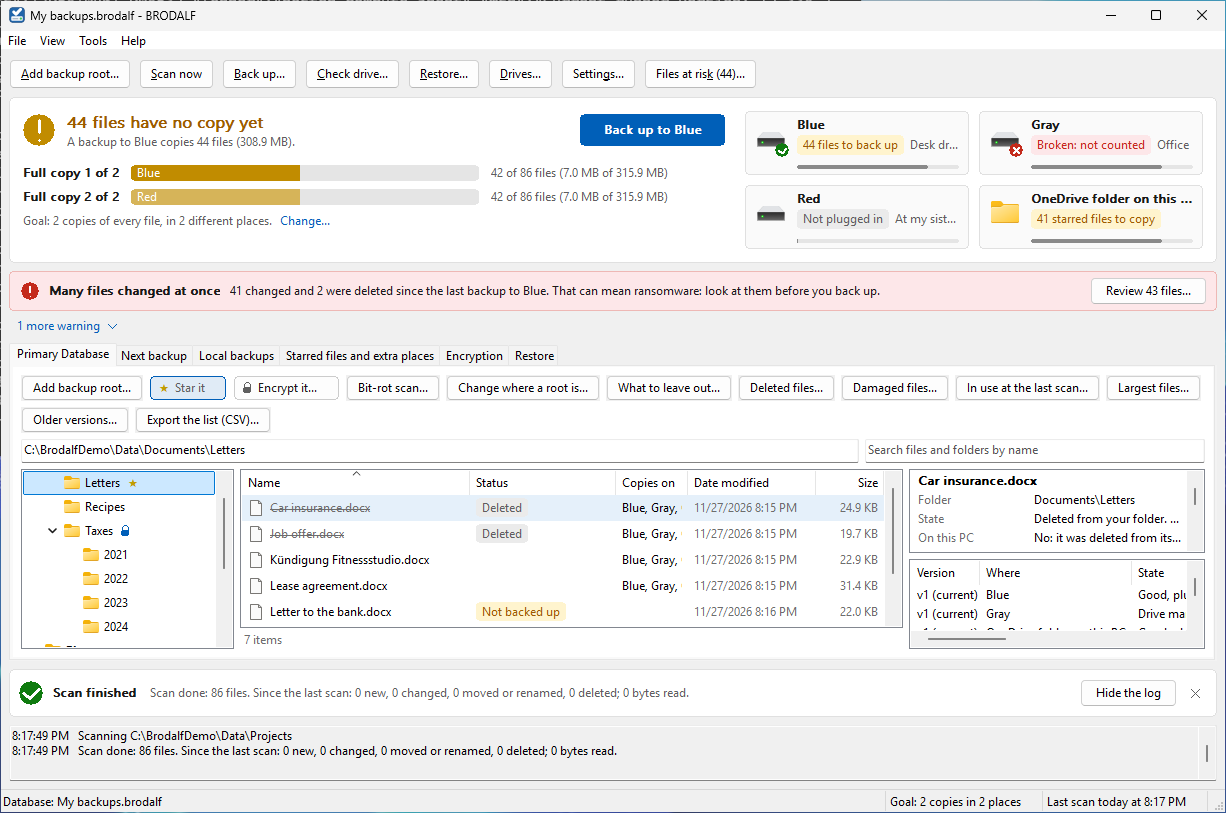 My backups.brodalf - BRODALF
File View Tools Help
Add backup root... Scan now Back up... Check drive... Restore... Drives... Settings... Files at risk (44)...
44 files have no copy yet
A backup to Blue copies 44 files (308.9 MB).
Back up to Blue
Full copy 1 of 2 Blue 42 of 86 files (7.0 MB of 315.9 MB)
Full copy 2 of 2 Red 42 of 86 files (7.0 MB of 315.9 MB)
Goal: 2 copies of every file, in 2 different places. Change...
Blue
44 files to back up Desk dr...
Gray
Broken: not counted Office
Red
Not plugged in At my sist...
OneDrive folder on this ...
41 starred files to copy
Many files changed at once 41 changed and 2 were deleted since the last backup to Blue. That can mean ransomware: look at them before you back up. Review 43 files...
1 more warning
Primary Database Next backup Local backups Starred files and extra places Encryption Restore
Add backup root... Star it Encrypt it... Bit-rot scan... Change where a root is... What to leave out... Deleted files... Damaged files... In use at the last scan... Largest files...
Older versions... Export the list (CSV)...
C:\BrodalfDemo\Data\Documents\Letters Search files and folders by name
Letters
Recipes
Taxes
2021
2022
2023
2024
Name Status Copies on Date modified Size
Car insurance.docx Deleted Blue, Gray, 11/27/2026 8:15 PM 24.9 KB
Job offer.docx Deleted Blue, Gray, 11/27/2026 8:15 PM 19.7 KB
Kündigung Fitnessstudio.docx Blue, Gray, 11/27/2026 8:15 PM 22.9 KB
Lease agreement.docx Blue, Gray, 11/27/2026 8:15 PM 31.4 KB
Letter to the bank.docx Not backed up 11/27/2026 8:16 PM 22.0 KB
7 items
Car insurance.docx
Folder Documents\Letters
State Deleted from your folder. ...
On this PC No: it was deleted from its...
Version Where State
v1 (current) Blue Good, plu
v1 (current) Gray Drive ma
Scan finished Scan done: 86 files. Since the last scan: 0 new, 0 changed, 0 moved or renamed, 0 deleted; 0 bytes read. Hide the log
8:17:49 PM Scanning C:\BrodalfDemo\Data\Projects
8:17:49 PM Scan done: 86 files. Since the last scan: 0 new, 0 changed, 0 moved or renamed, 0 deleted; 0 bytes read.
Database: My backups.brodalf Goal: 2 copies in 2 places Last scan today at 8:17 PM